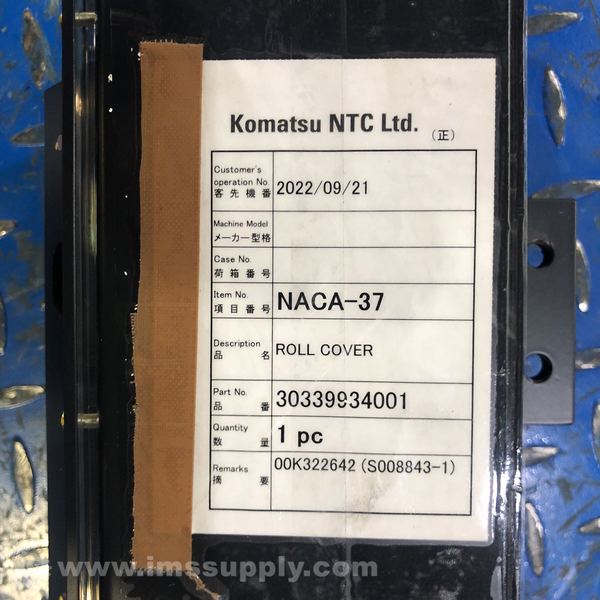 Komatsu NTC Ltd. (正)
Customer's
operation No.
客先機番
2022/09/21
Machine Model
メーカー型格
Case No.
荷箱番号
Item No.
項目番号
NACA-37
Description
品名
ROLL COVER
Part No.
品番
30339934001
Quantity
数量
1 pc
Remarks
摘要
00K322642 (S008843-1)
www.imssupply.com